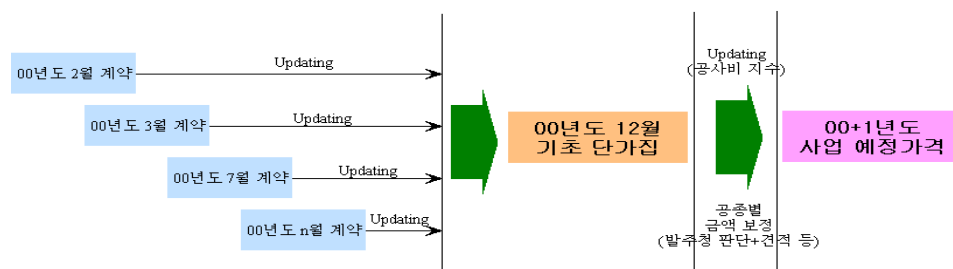 00년도 2월 계약
Updating
00년도 3월 계약
Updating
00년도 7월 계약
Updating
00년도 n월 계약
Updating
00년도 12월
기초 단가집
Updating
(공사비 지수)
공종별
금액 보정
(발주청 판단+견적 등)
00+1년도
사업 예정가격